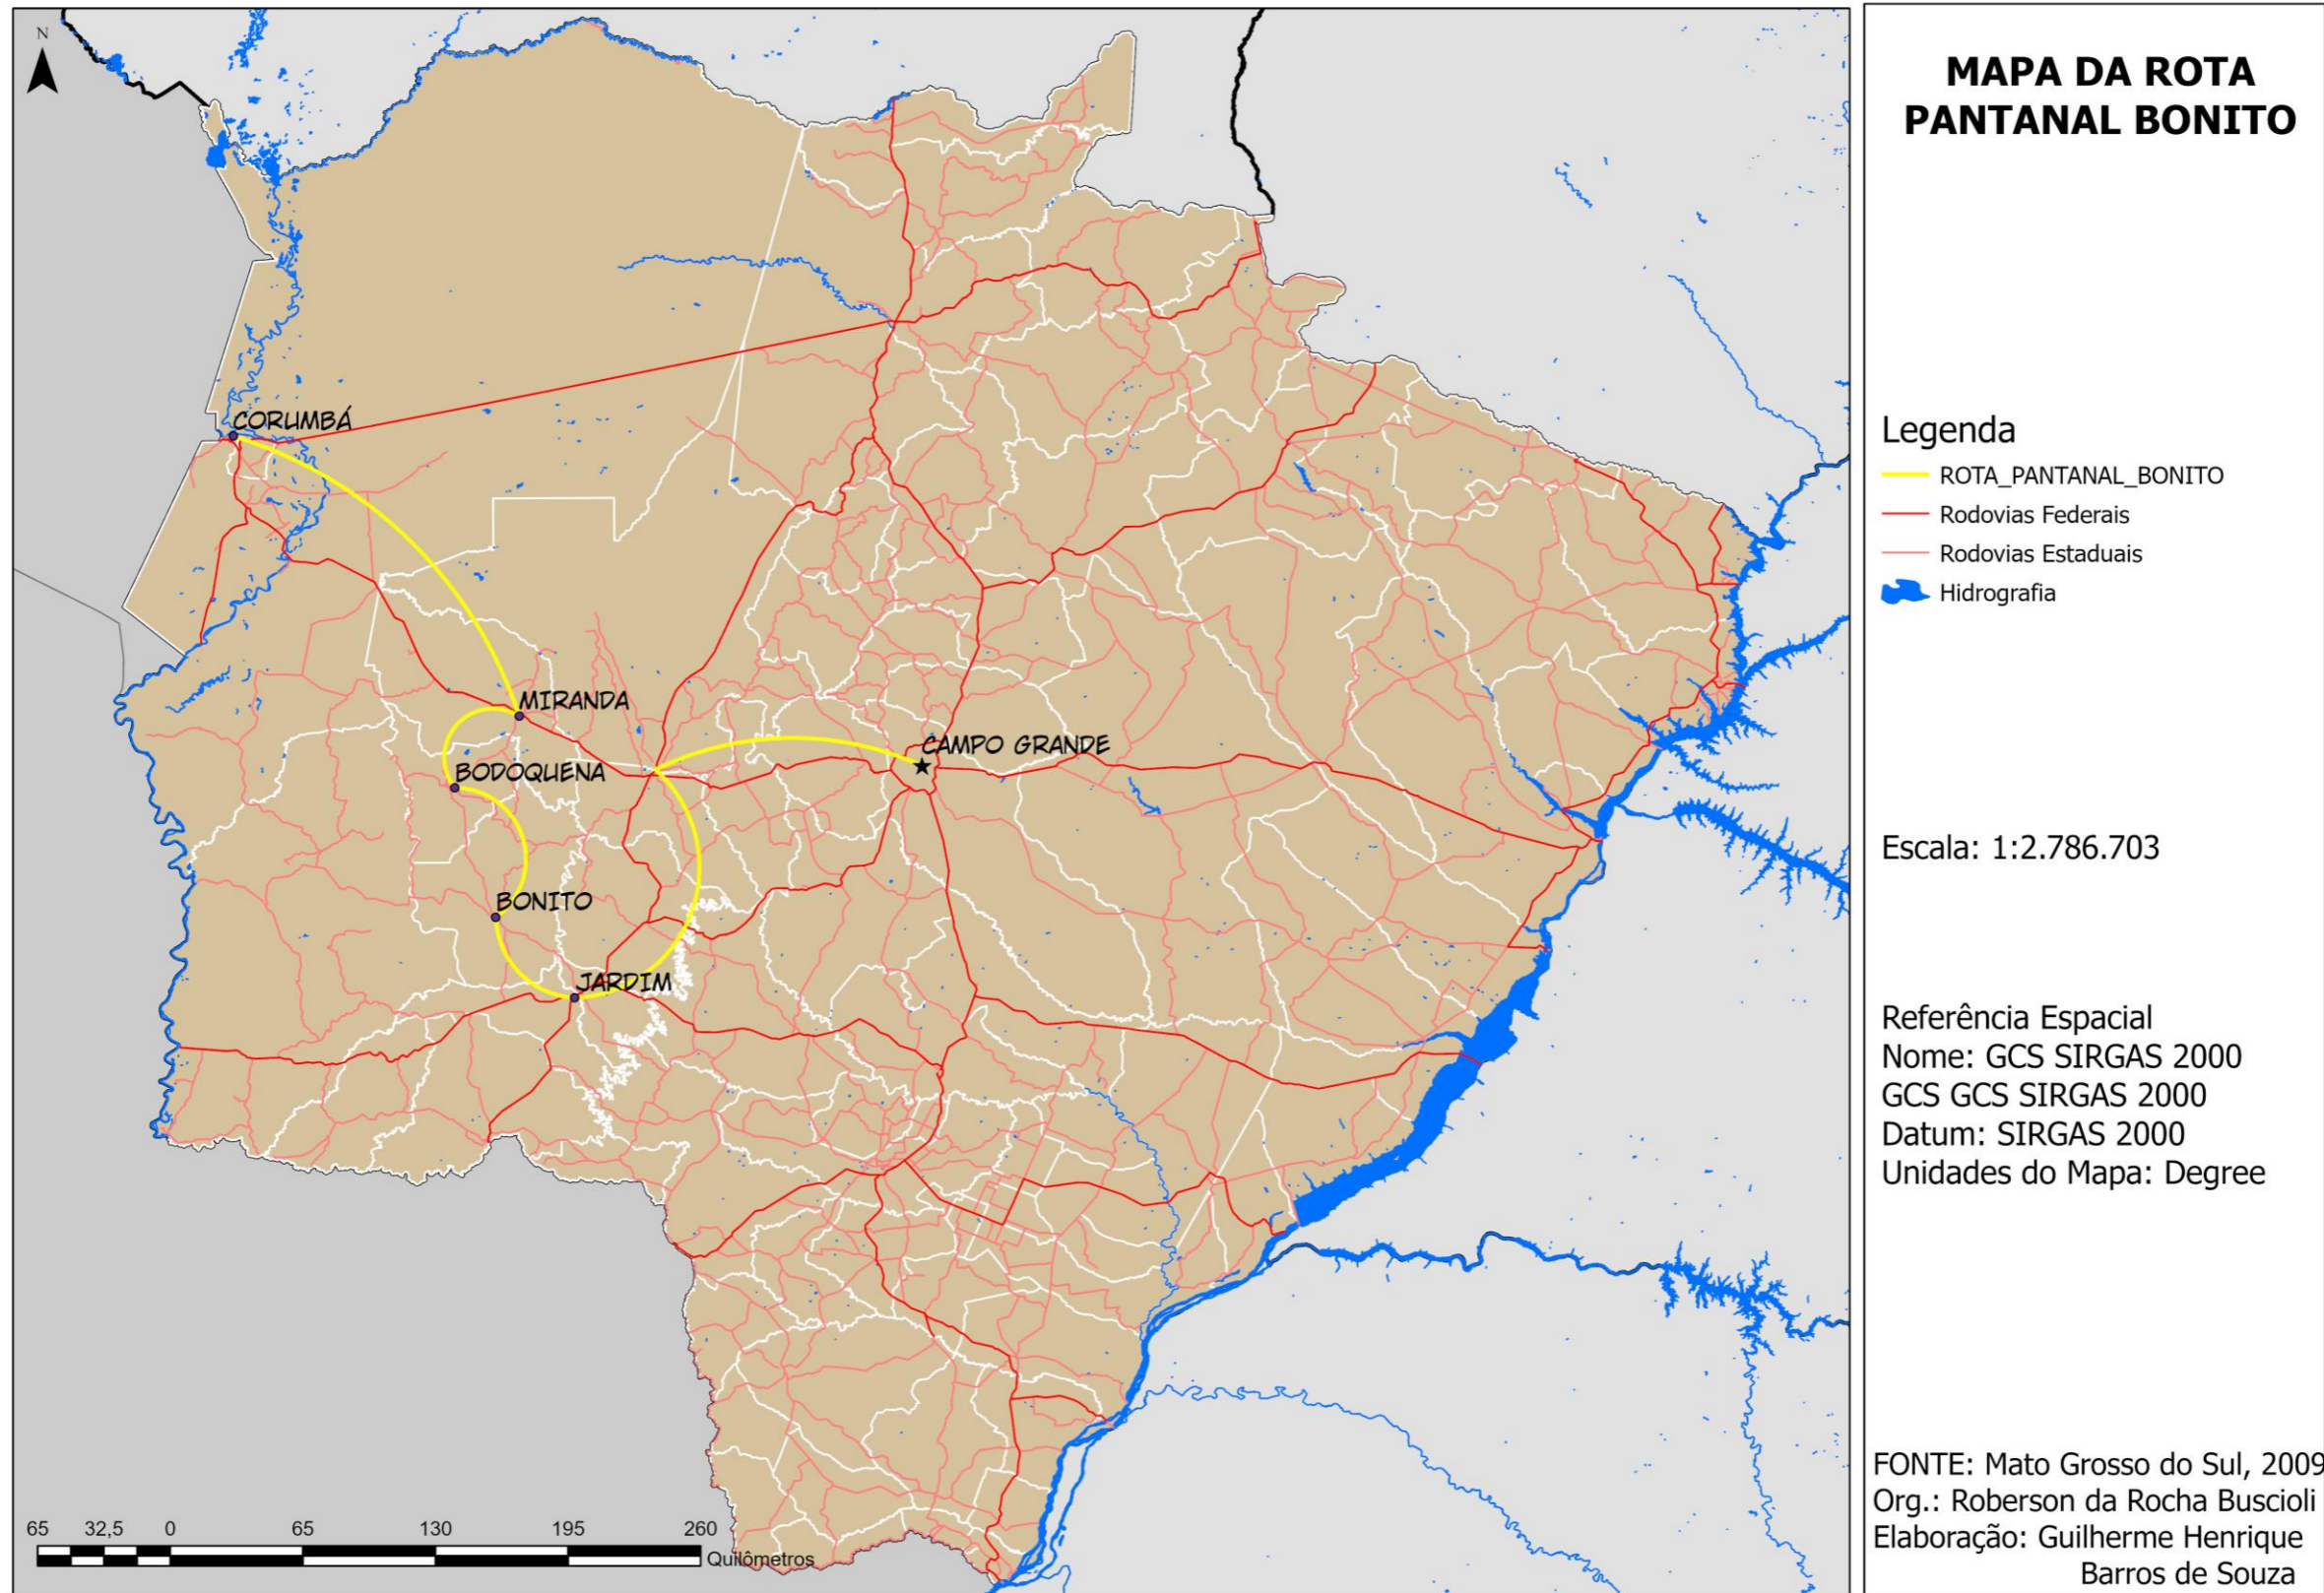 N
CORUMBÁ
MIRANDA
CAMPO GRANDE
BODOQUENA
BONITO
JARDIM
65 32,5 0 65 130 195 260
Quilômetros
MAPA DA ROTA
PANTANAL BONITO
Legenda
ROTA_PANTANAL_BONITO
Rodovias Federais
Rodovias Estaduais
Hidrografia
Escala: 1:2.786.703
Referência Espacial
Nome: GCS SIRGAS 2000
GCS GCS SIRGAS 2000
Datum: SIRGAS 2000
Unidades do Mapa: Degree
FONTE: Mato Grosso do Sul, 2009
Org.: Roberson da Rocha Buscioli
Elaboração: Guilherme Henrique
Barros de Souza